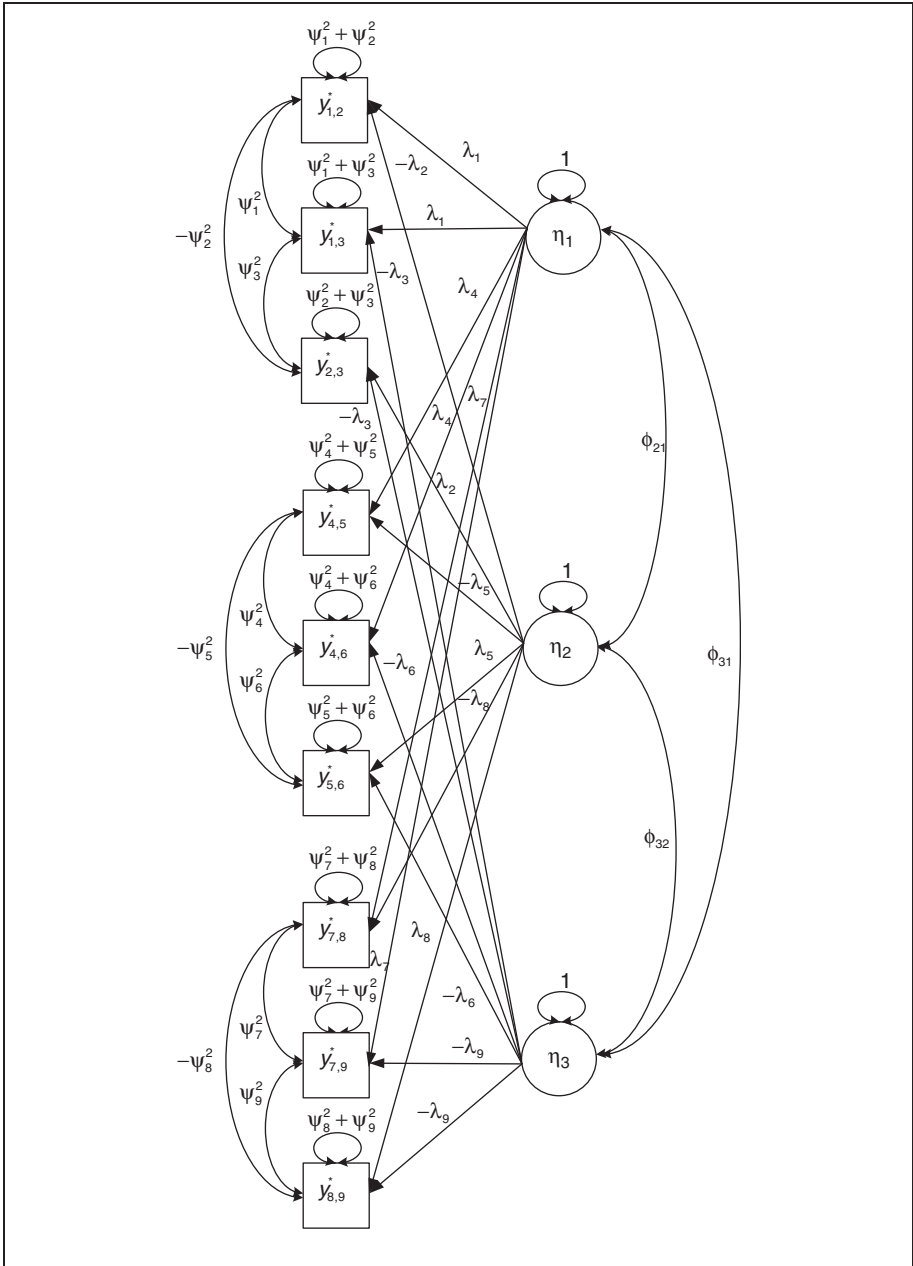 ψ₁² + ψ₂²
y*₁,₂
λ₁
−λ₂
1
ψ₁² + ψ₃²
ψ₁²
λ₁
y*₁,₃
η₁
−ψ₂²
ψ₃²
−λ₃
λ₄
ψ₂² + ψ₃²
y*₂,₃
λ₇
−λ₃
λ₄
ψ₄² + ψ₅²
ϕ₂₁
λ₂
y*₄,₅
−λ₅
1
ψ₄² + ψ₆²
ψ₄²
−ψ₅²
y*₄,₆
λ₅
η₂
ϕ₃₁
−λ₆
ψ₆²
−λ₈
ψ₅² + ψ₆²
y*₅,₆
ϕ₃₂
ψ₇² + ψ₈²
y*₇,₈
λ₈
λ₇
1
ψ₇² + ψ₉²
−λ₆
ψ₇²
−ψ₈²
y*₇,₉
−λ₉
η₃
ψ₉²
−λ₉
ψ₈² + ψ₉²
y*₈,₉